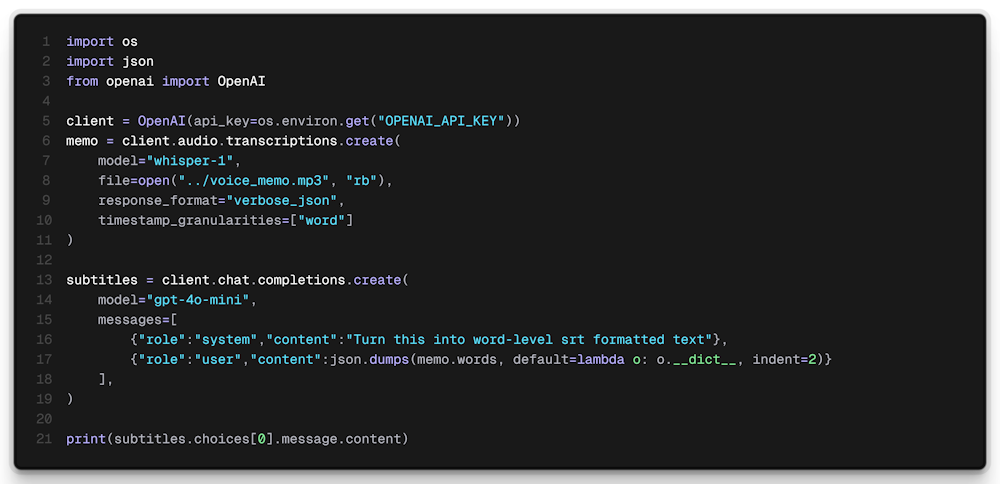 1 import os
2 import json
3 from openai import OpenAI
4
5 client = OpenAI(api_key=os.environ.get("OPENAI_API_KEY"))
6 memo = client.audio.transcriptions.create(
7     model="whisper-1",
8     file=open("../voice_memo.mp3", "rb"),
9     response_format="verbose_json",
10     timestamp_granularities=["word"]
11 )
12
13 subtitles = client.chat.completions.create(
14     model="gpt-4o-mini",
15     messages=[
16         {"role":"system","content":"Turn this into word-level srt formatted text"},
17         {"role":"user","content":json.dumps(memo.words, default=lambda o: o.__dict__, indent=2)}
18     ],
19 )
20
21 print(subtitles.choices[0].message.content)